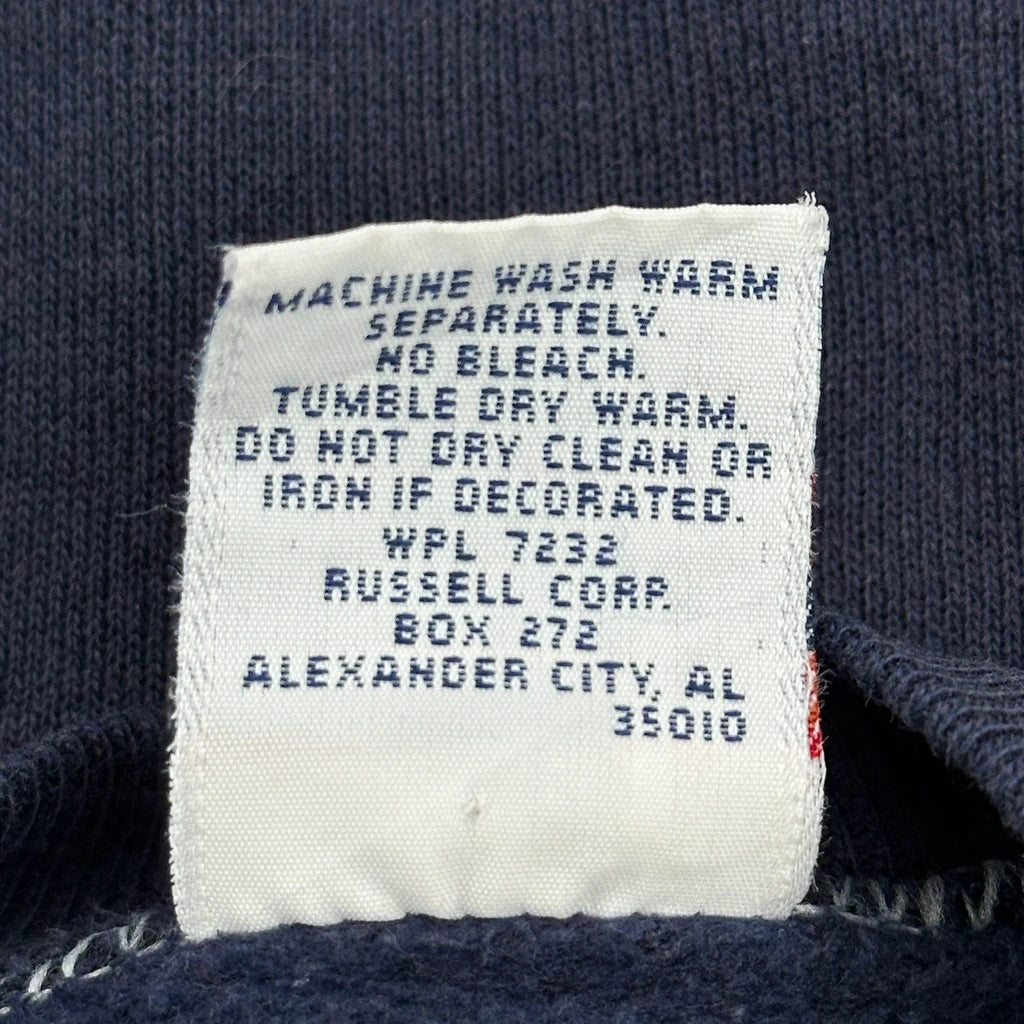 MACHINE WASH WARM
SEPARATELY.
NO BLEACH.
TUMBLE DRY WARM.
DO NOT DRY CLEAN OR
IRON IF DECORATED.
WPL 7232
RUSSELL CORP.
BOX 272
ALEXANDER CITY, AL
35010